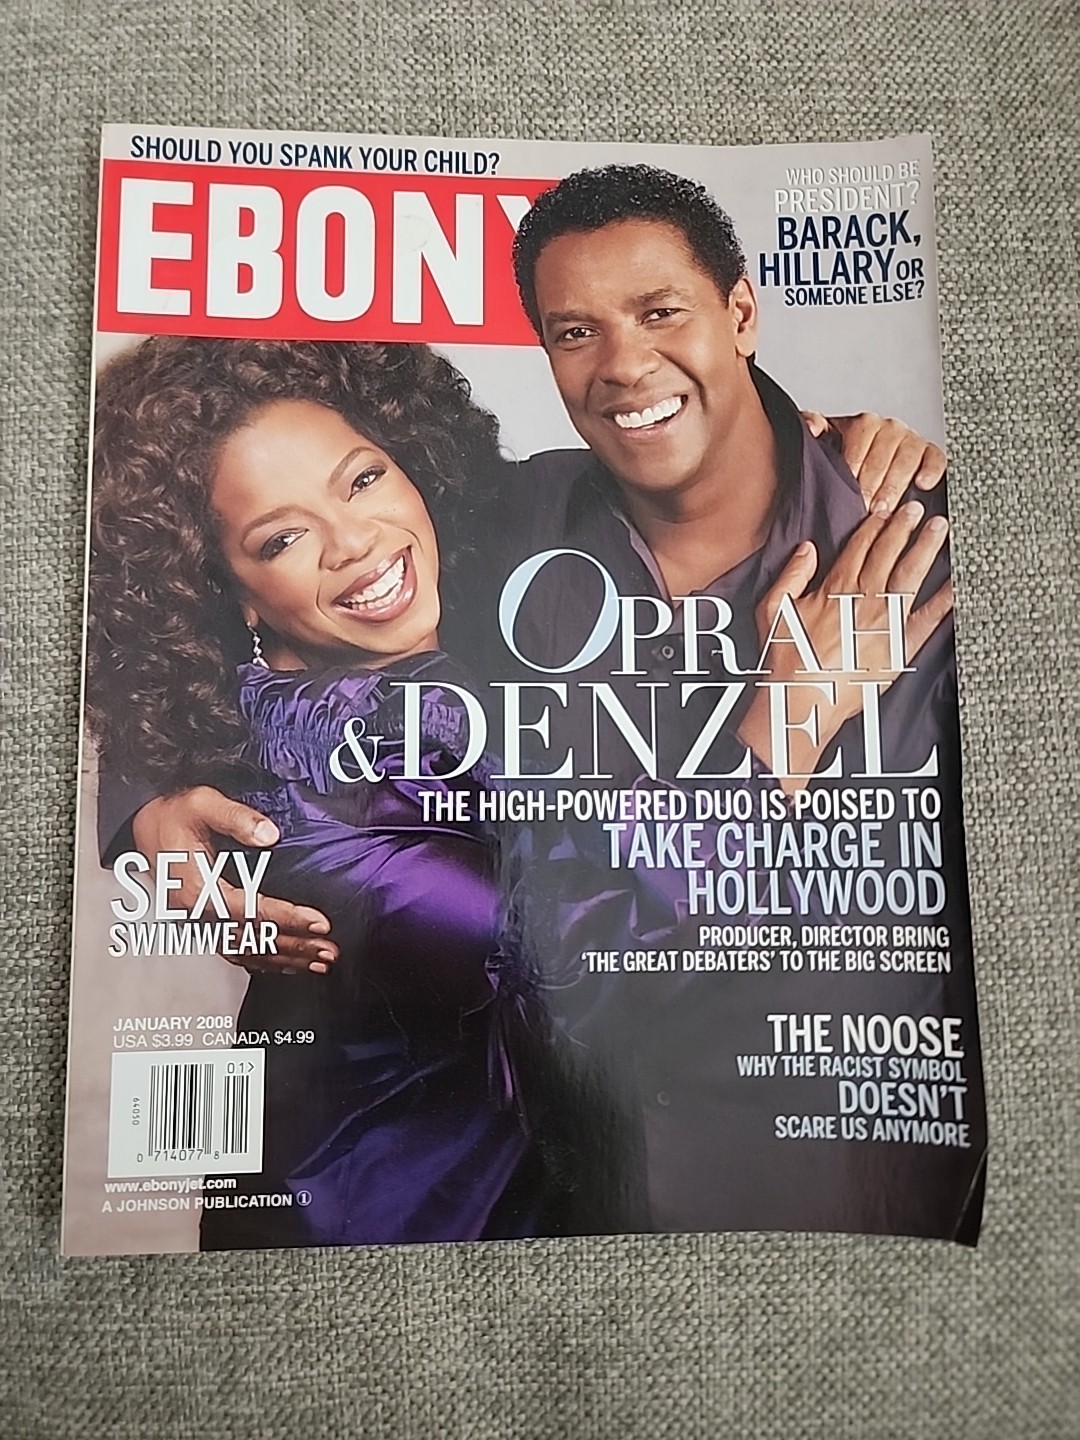 SHOULD YOU SPANK YOUR CHILD?
EBONY
WHO SHOULD BE
PRESIDENT?
BARACK,
HILLARY OR
SOMEONE ELSE?
OPRAH
& DENZEL
THE HIGH-POWERED DUO IS POISED TO
TAKE CHARGE IN
HOLLYWOOD
PRODUCER, DIRECTOR BRING
'THE GREAT DEBATERS' TO THE BIG SCREEN
SEXY
SWIMWEAR
THE NOOSE
WHY THE RACIST SYMBOL
DOESN'T
SCARE US ANYMORE
JANUARY 2008
USA $3.99 CANADA $4.99
01>
64050
0 714077 8
www.ebonyjet.com
A JOHNSON PUBLICATION 1